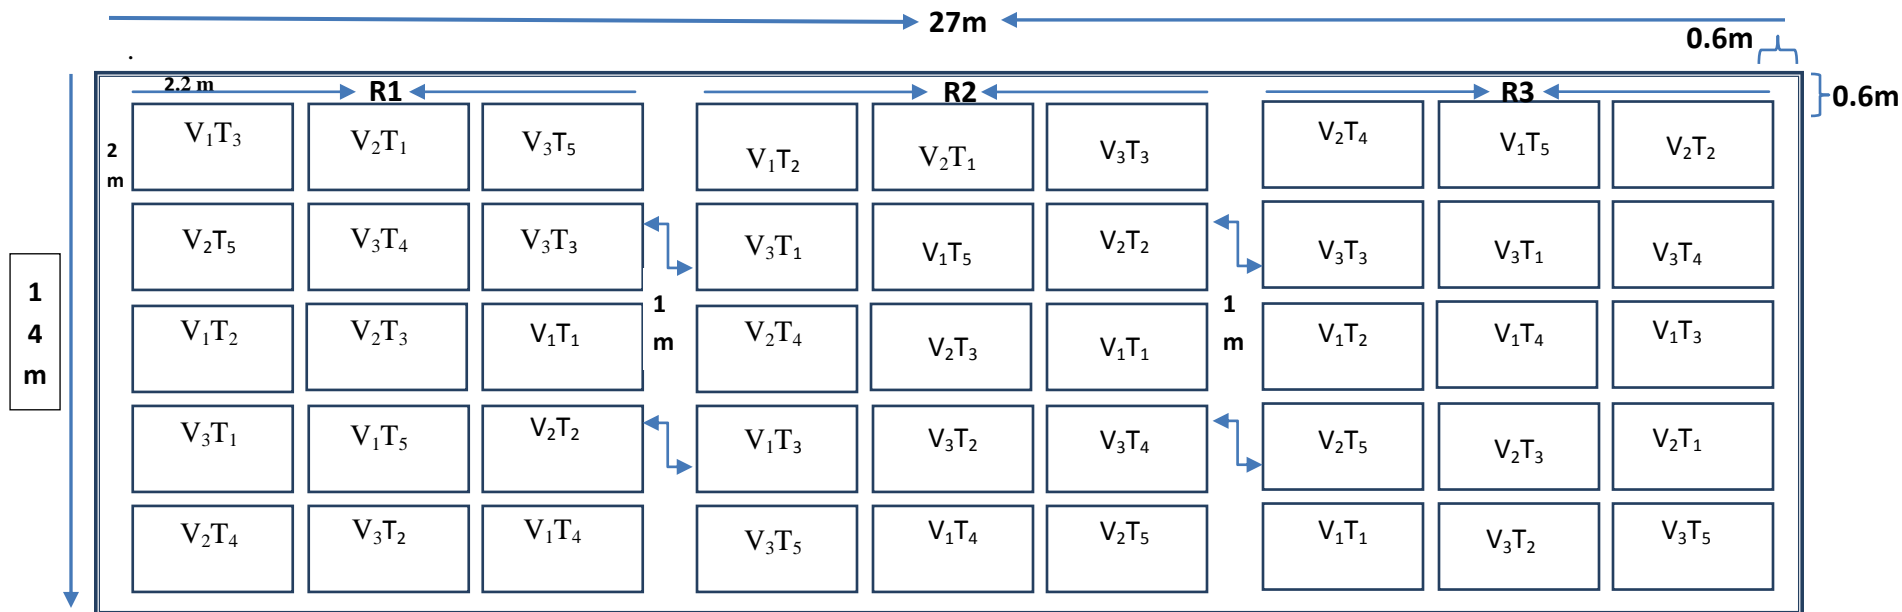 27m
0.6m
.
2.2 m
R1
R2
R3
0.6m
2
m
V₁T₃ V₂T₁ V₃T₅ V₁T₂ V₂T₁ V₃T₃ V₂T₄ V₁T₅ V₂T₂
V₂T₅ V₃T₄ V₃T₃ V₃T₁ V₁T₅ V₂T₂ V₃T₃ V₃T₁ V₃T₄
1
4
m
1
m
1
m
V₁T₂ V₂T₃ V₁T₁ V₂T₄ V₂T₃ V₁T₁ V₁T₂ V₁T₄ V₁T₃
V₃T₁ V₁T₅ V₂T₂ V₁T₃ V₃T₂ V₃T₄ V₂T₅ V₂T₃ V₂T₁
V₂T₄ V₃T₂ V₁T₄ V₃T₅ V₁T₄ V₂T₅ V₁T₁ V₃T₂ V₃T₅